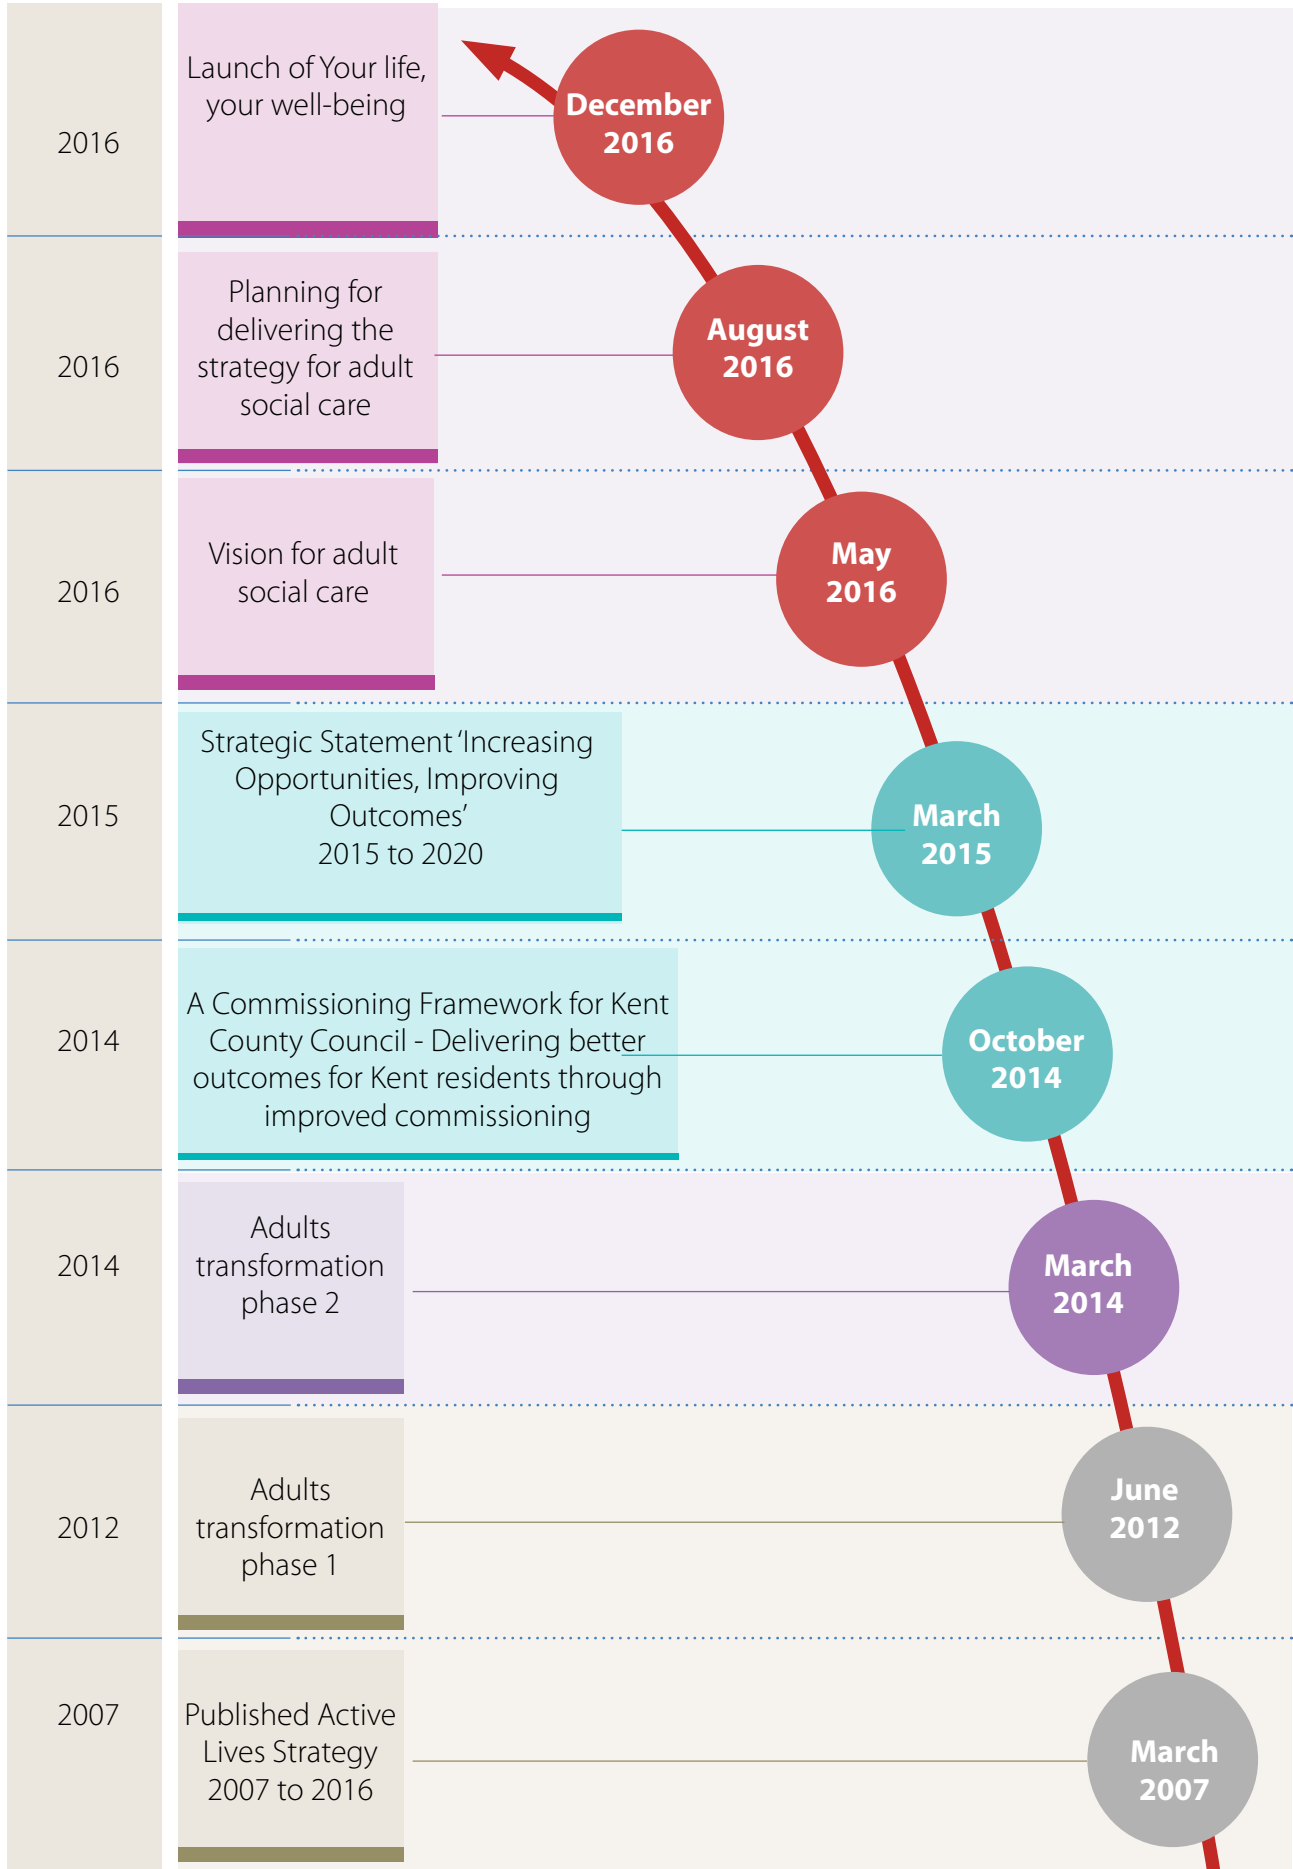 2016
Launch of Your life,
your well-being
December
2016
2016
Planning for
delivering the
strategy for adult
social care
August
2016
2016
Vision for adult
social care
May
2016
2015
Strategic Statement ‘Increasing
Opportunities, Improving
Outcomes’
2015 to 2020
March
2015
2014
A Commissioning Framework for Kent
County Council - Delivering better
outcomes for Kent residents through
improved commissioning
October
2014
2014
Adults
transformation
phase 2
March
2014
2012
Adults
transformation
phase 1
June
2012
2007
Published Active
Lives Strategy
2007 to 2016
March
2007